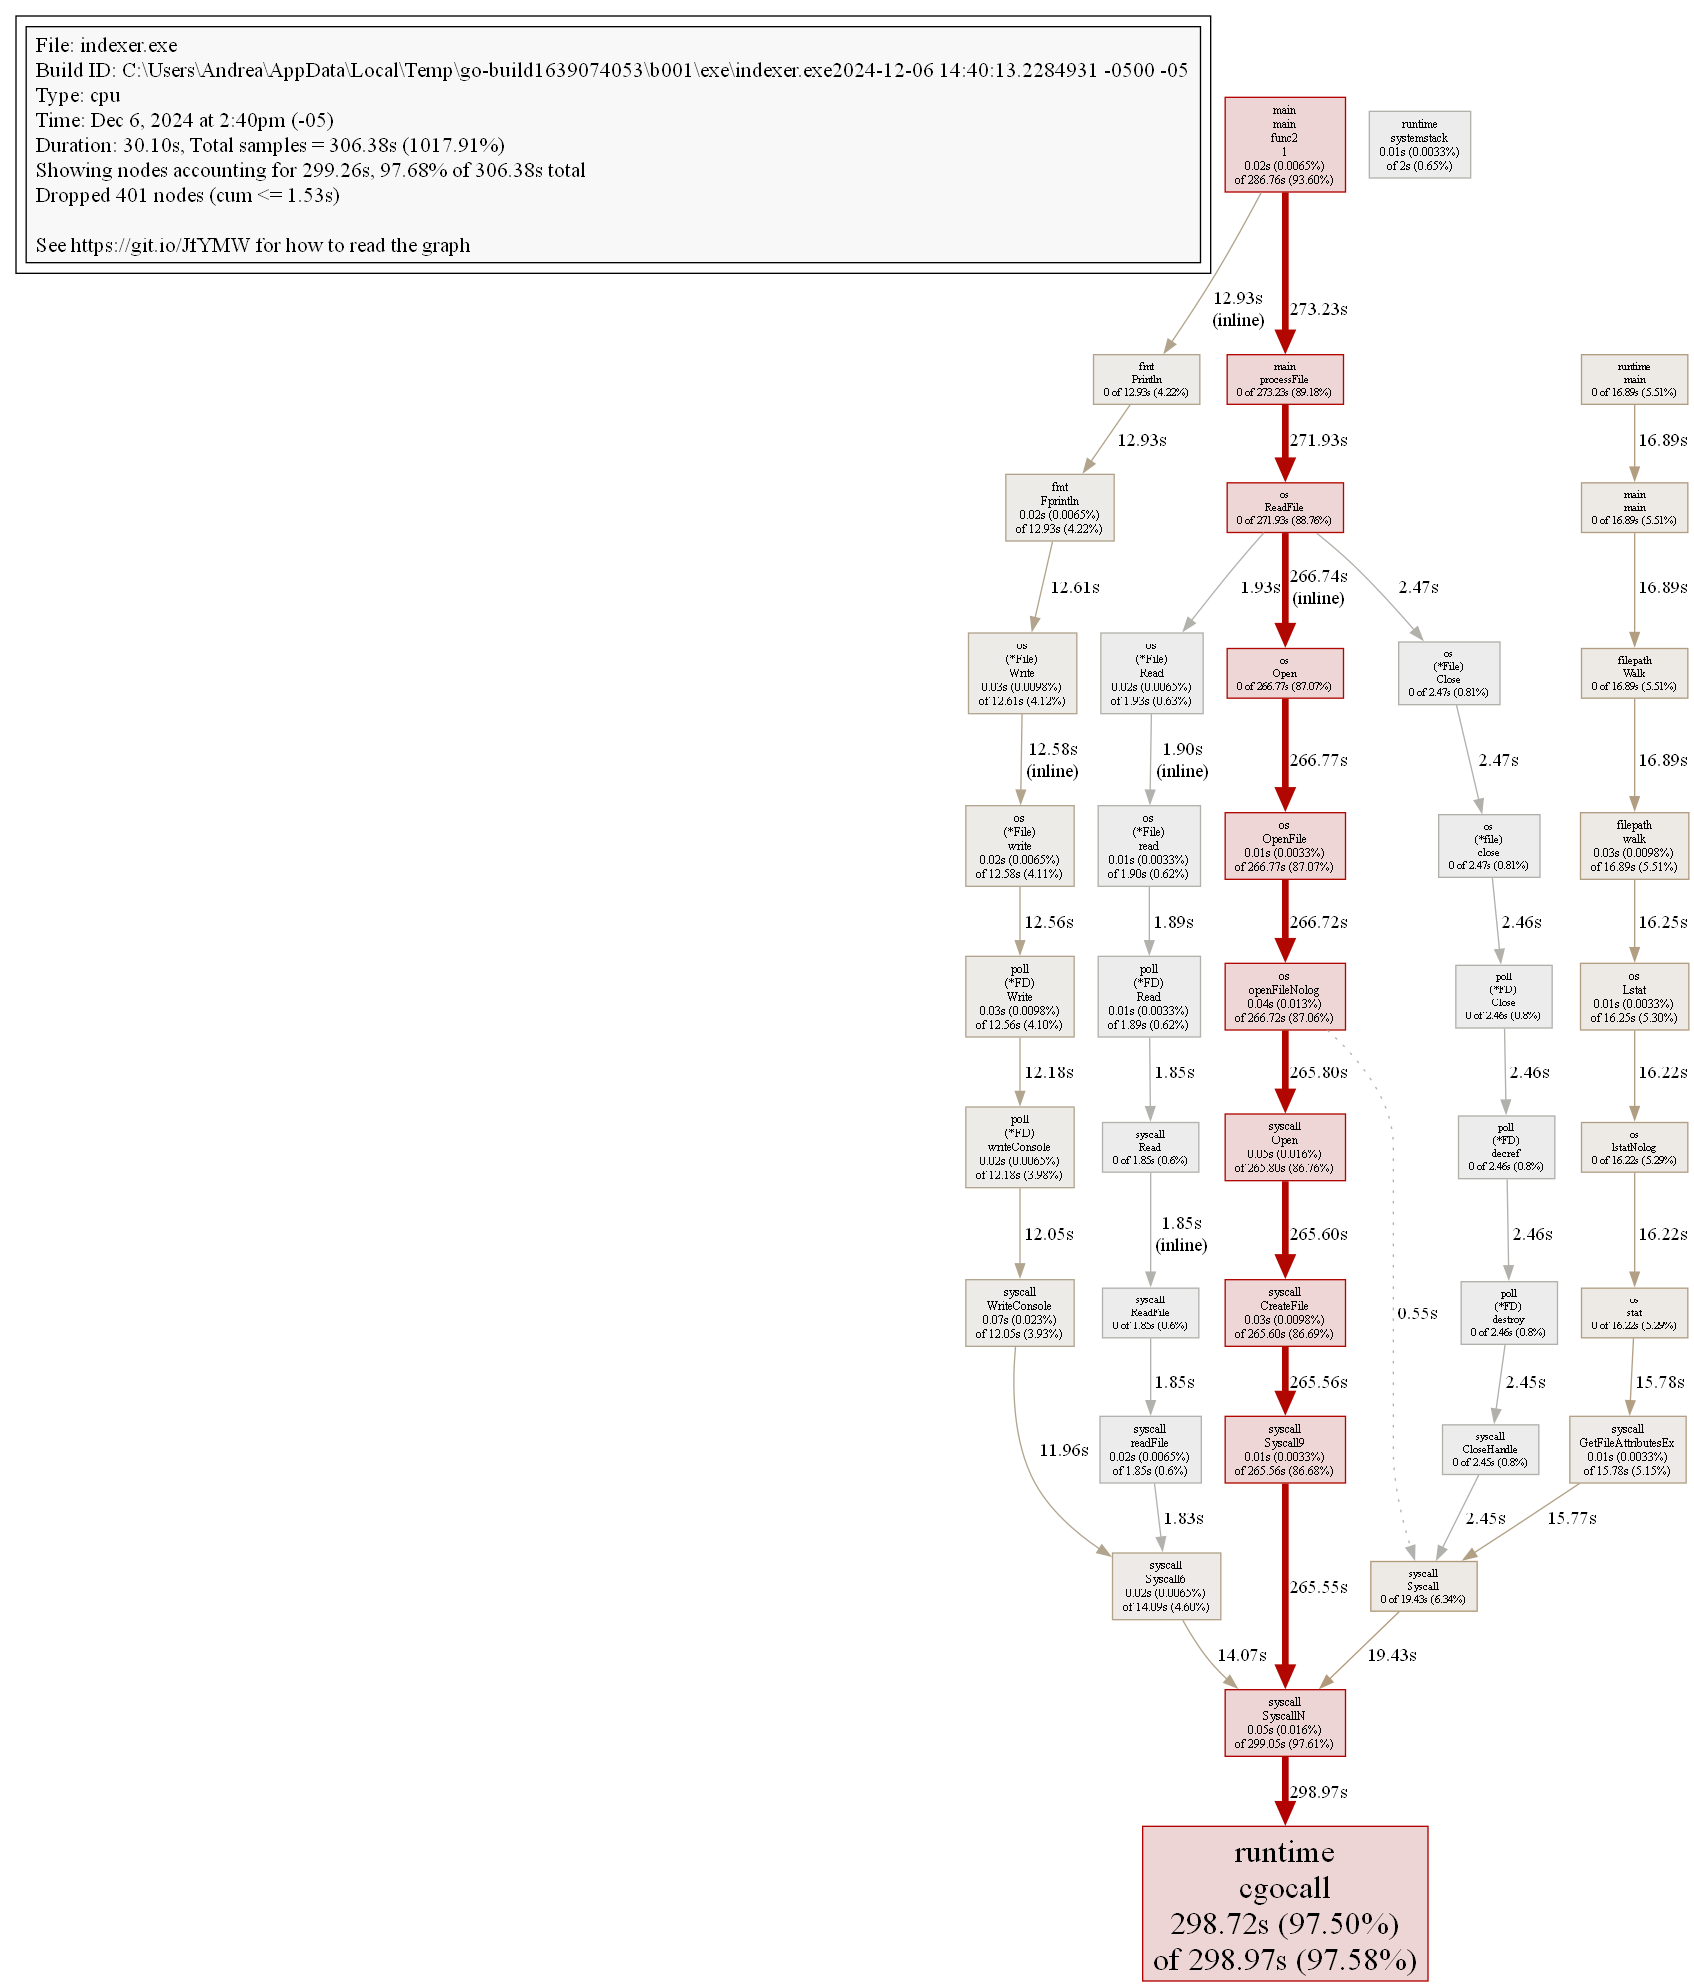 File: indexer.exe
Build ID: C:\Users\Andrea\AppData\Local\Temp\go-build1639074053\b001\exe\indexer.exe2024-12-06 14:40:13.2284931 -0500 -05
Type: cpu
Time: Dec 6, 2024 at 2:40pm (-05)
Duration: 30.10s, Total samples = 306.38s (1017.91%)
Showing nodes accounting for 299.26s, 97.68% of 306.38s total
Dropped 401 nodes (cum <= 1.53s)
See https://git.io/JfYMW for how to read the graph
main
main
func2
1
0.02s (0.0065%)
of 286.76s (93.60%)
runtime
systemstack
0.01s (0.0033%)
of 2s (0.65%)
12.93s
(inline)
273.23s
fmt
Println
0 of 12.93s (4.22%)
main
processFile
0 of 273.23s (89.18%)
runtime
main
0 of 16.89s (5.51%)
12.93s
271.93s
16.89s
fmt
Fprintln
0.02s (0.0065%)
of 12.93s (4.22%)
os
ReadFile
0 of 271.93s (88.76%)
main
main
0 of 16.89s (5.51%)
12.61s
1.93s
266.74s
(inline)
2.47s
16.89s
os
(*File)
Write
0.03s (0.0098%)
of 12.61s (4.12%)
os
(*File)
Read
0.02s (0.0065%)
of 1.93s (0.63%)
os
Open
0 of 266.77s (87.07%)
os
(*File)
Close
0 of 2.47s (0.81%)
filepath
Walk
0 of 16.89s (5.51%)
12.58s
(inline)
1.90s
(inline)
266.77s
2.47s
16.89s
os
(*File)
write
0.02s (0.0065%)
of 12.58s (4.11%)
os
(*File)
read
0.01s (0.0033%)
of 1.90s (0.62%)
os
OpenFile
0.01s (0.0033%)
of 266.77s (87.07%)
os
(*file)
close
0 of 2.47s (0.81%)
filepath
walk
0.03s (0.0098%)
of 16.89s (5.51%)
12.56s
1.89s
266.72s
2.46s
16.25s
poll
(*FD)
Write
0.03s (0.0098%)
of 12.56s (4.10%)
poll
(*FD)
Read
0.01s (0.0033%)
of 1.89s (0.62%)
os
openFileNolog
0.04s (0.013%)
of 266.72s (87.06%)
poll
(*FD)
Close
0 of 2.46s (0.8%)
os
Lstat
0.01s (0.0033%)
of 16.25s (5.30%)
12.18s
1.85s
265.80s
2.46s
16.22s
poll
(*FD)
writeConsole
0.02s (0.0065%)
of 12.18s (3.98%)
syscall
Read
0 of 1.85s (0.6%)
syscall
Open
0.05s (0.016%)
of 265.80s (86.76%)
poll
(*FD)
decref
0 of 2.46s (0.8%)
os
lstatNolog
0 of 16.22s (5.29%)
12.05s
1.85s
(inline)
265.60s
2.46s
16.22s
syscall
WriteConsole
0.07s (0.023%)
of 12.05s (3.93%)
syscall
ReadFile
0 of 1.85s (0.6%)
syscall
CreateFile
0.03s (0.0098%)
of 265.60s (86.69%)
0.55s
poll
(*FD)
destroy
0 of 2.46s (0.8%)
os
stat
0 of 16.22s (5.29%)
1.85s
265.56s
2.45s
15.78s
11.96s
syscall
readFile
0.02s (0.0065%)
of 1.85s (0.6%)
syscall
Syscall9
0.01s (0.0033%)
of 265.56s (86.68%)
syscall
CloseHandle
0 of 2.45s (0.8%)
syscall
GetFileAttributesEx
0.01s (0.0033%)
of 15.78s (5.15%)
1.83s
2.45s
15.77s
syscall
Syscall6
0.02s (0.0065%)
of 14.09s (4.60%)
265.55s
syscall
Syscall
0 of 19.43s (6.34%)
14.07s
19.43s
syscall
SyscallN
0.05s (0.016%)
of 299.05s (97.61%)
298.97s
runtime
cgocall
298.72s (97.50%)
of 298.97s (97.58%)